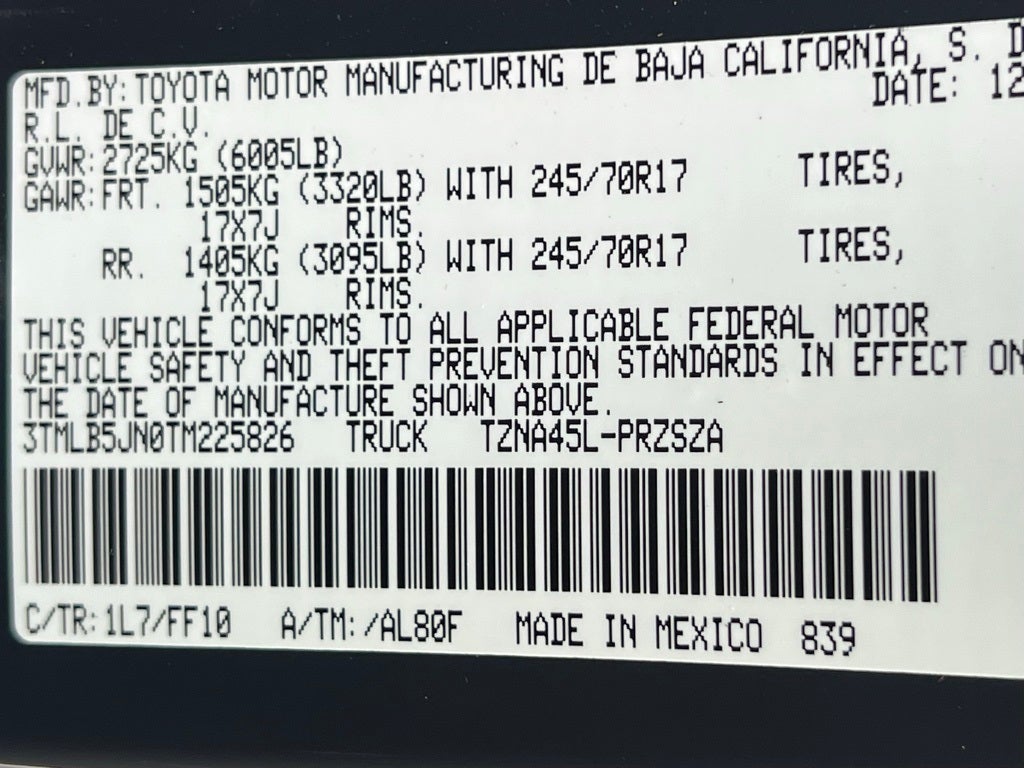 MFD.BY: TOYOTA MOTOR MANUFACTURING DE BAJA CALIFORNIA, S. D
R.L. DE C.V. DATE: 12
GVWR: 2725KG (6005LB)
GAWR: FRT. 1505KG (3320LB) WITH 245/70R17 TIRES,
17X7J RIMS.
RR. 1405KG (3095LB) WITH 245/70R17 TIRES,
17X7J RIMS.
THIS VEHICLE CONFORMS TO ALL APPLICABLE FEDERAL MOTOR
VEHICLE SAFETY AND THEFT PREVENTION STANDARDS IN EFFECT ON
THE DATE OF MANUFACTURE SHOWN ABOVE.
3TMLB5JN0TM225826 TRUCK TZNA45L-PRZSZA
C/TR: 1L7/FF10 A/TM: /AL80F MADE IN MEXICO 839